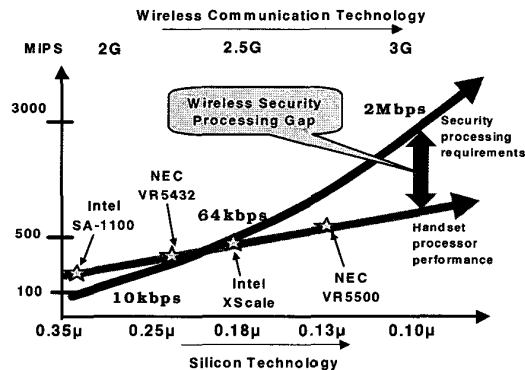 Wireless Communication Technology
MIPS
2G
2.5G
3G
3000
Wireless Security
Processing Gap
2Mbps
Security
processing
requirements
NEC
VR5432
Intel
SA-1100
64kbps
500
Handset
processor
performance
NEC
VR5500
Intel
XScale
10kbps
100
0.35μ
0.25μ
0.18μ
0.13μ
0.10μ
Silicon Technology